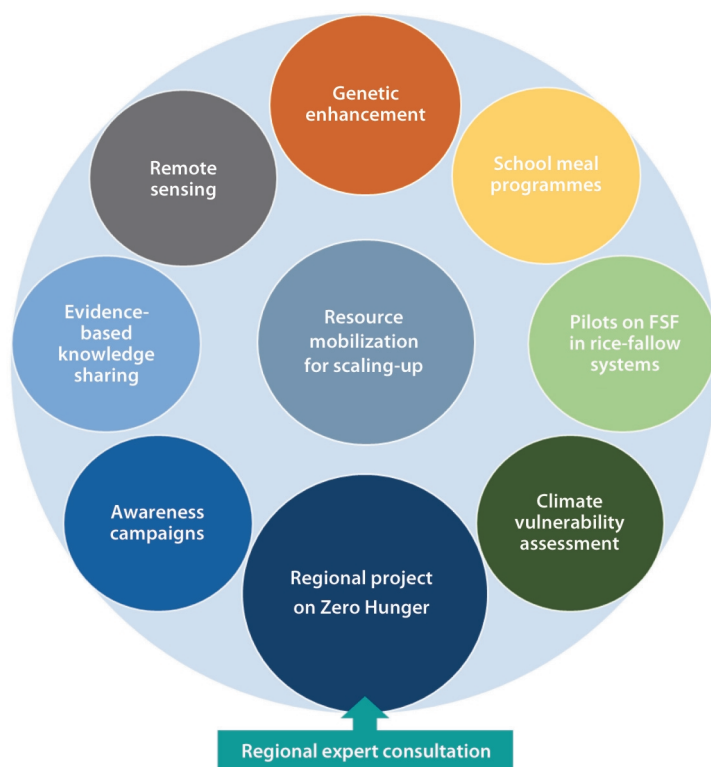 Genetic
enhancement
Remote
sensing
School meal
programmes
Evidence-
based
knowledge
sharing
Resource
mobilization
for scaling-up
Pilots on FSF
in rice-fallow
systems
Awareness
campaigns
Climate
vulnerability
assessment
Regional project
on Zero Hunger
Regional expert consultation